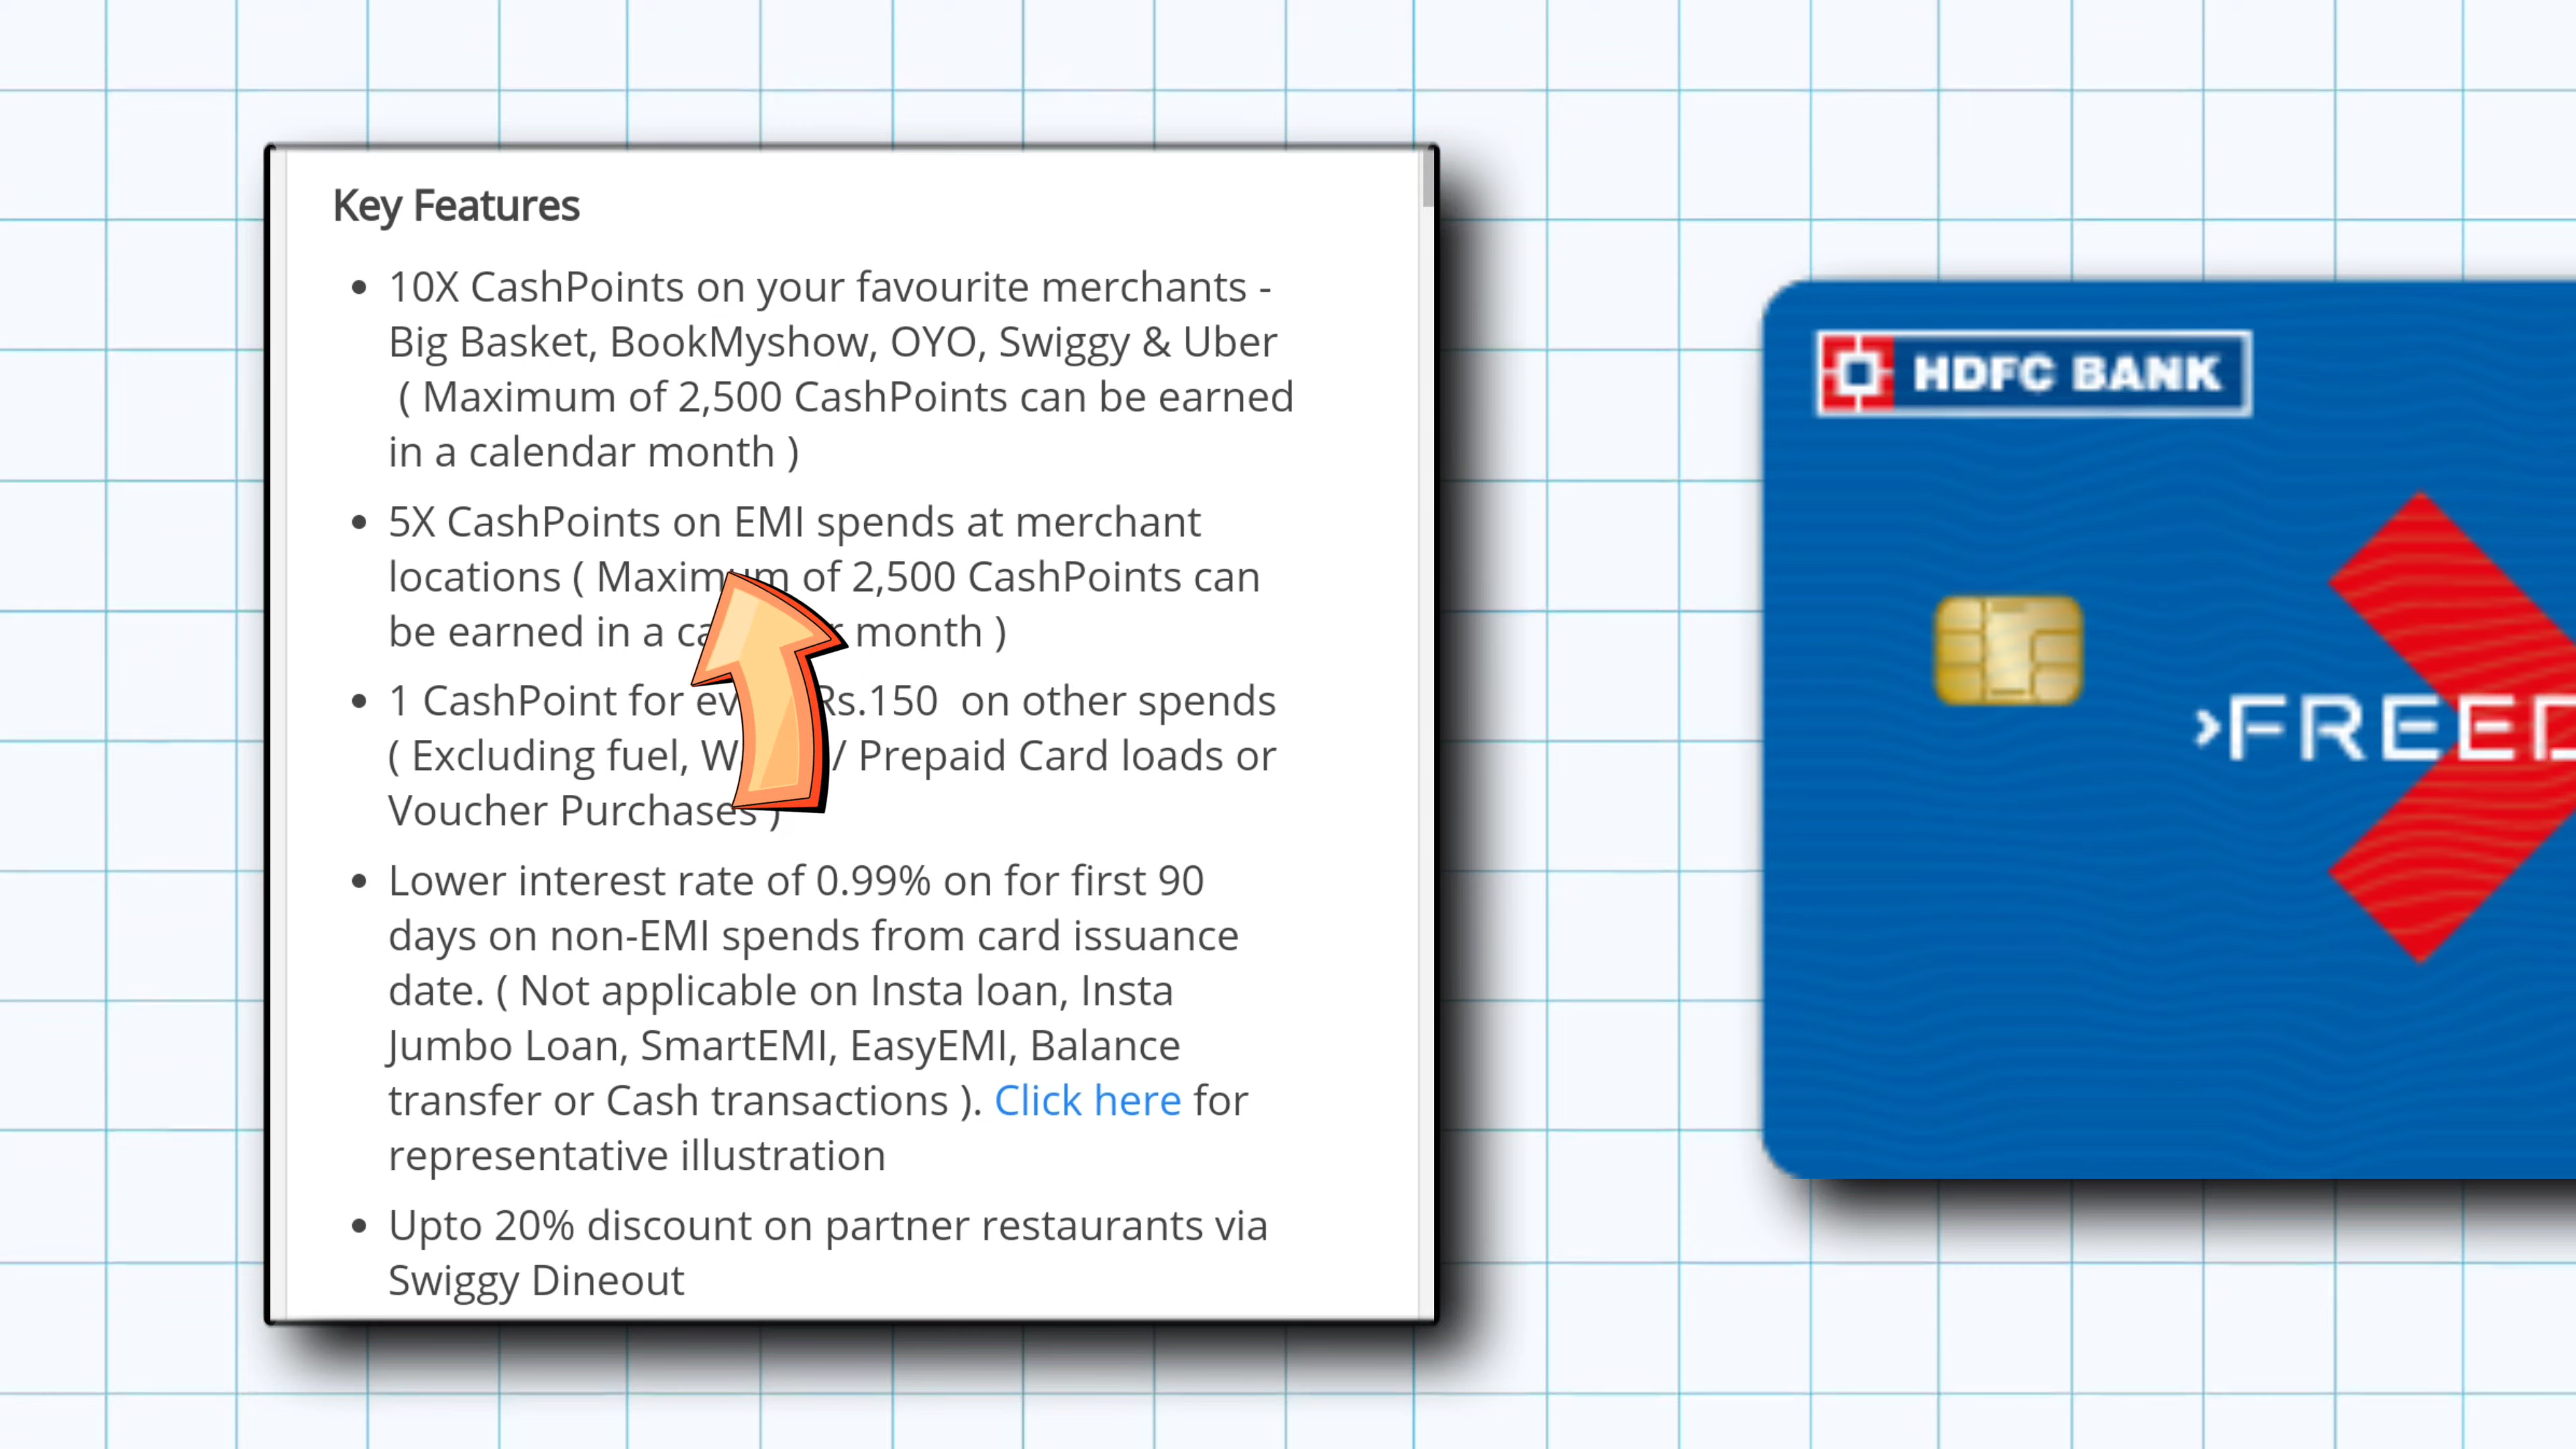 Key Features
• 10X CashPoints on your favourite merchants -
Big Basket, BookMyshow, OYO, Swiggy & Uber
( Maximum of 2,500 CashPoints can be earned
in a calendar month )
• 5X CashPoints on EMI spends at merchant
locations ( Maximum of 2,500 CashPoints can
be earned in a month )
• 1 CashPoint for Rs.150 on other spends
( Excluding fuel, / Prepaid Card loads or
Voucher Purchases )
• Lower interest rate of 0.99% on for first 90
days on non-EMI spends from card issuance
date. ( Not applicable on Insta loan, Insta
Jumbo Loan, SmartEMI, EasyEMI, Balance
transfer or Cash transactions ). Click here for
representative illustration
• Upto 20% discount on partner restaurants via
Swiggy Dineout
HDFC BANK